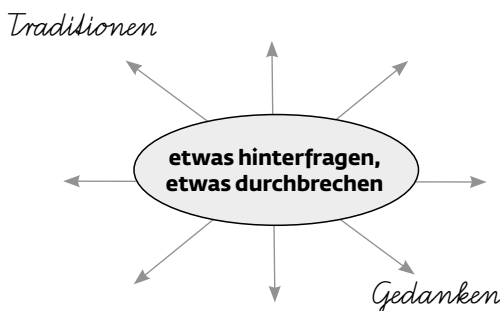 Traditionen
etwas hinterfragen,
etwas durchbrechen
Gedanken